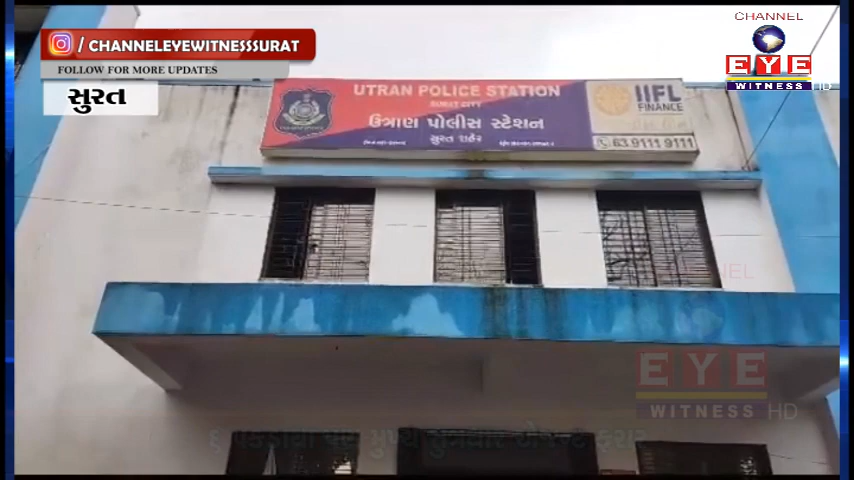 / CHANNELEYEWITNESSSURAT
FOLLOW FOR MORE UPDATES
સુરત
CHANNEL
EYE
WITNESS HD
UTRAN POLICE STATION
SURAT CITY
ઉત્રાણ પોલીસ સ્ટેશન
સુરત શહેર
IIFL
FINANCE
63 9111 9111
CHANNEL
EYE
WITNESS HD